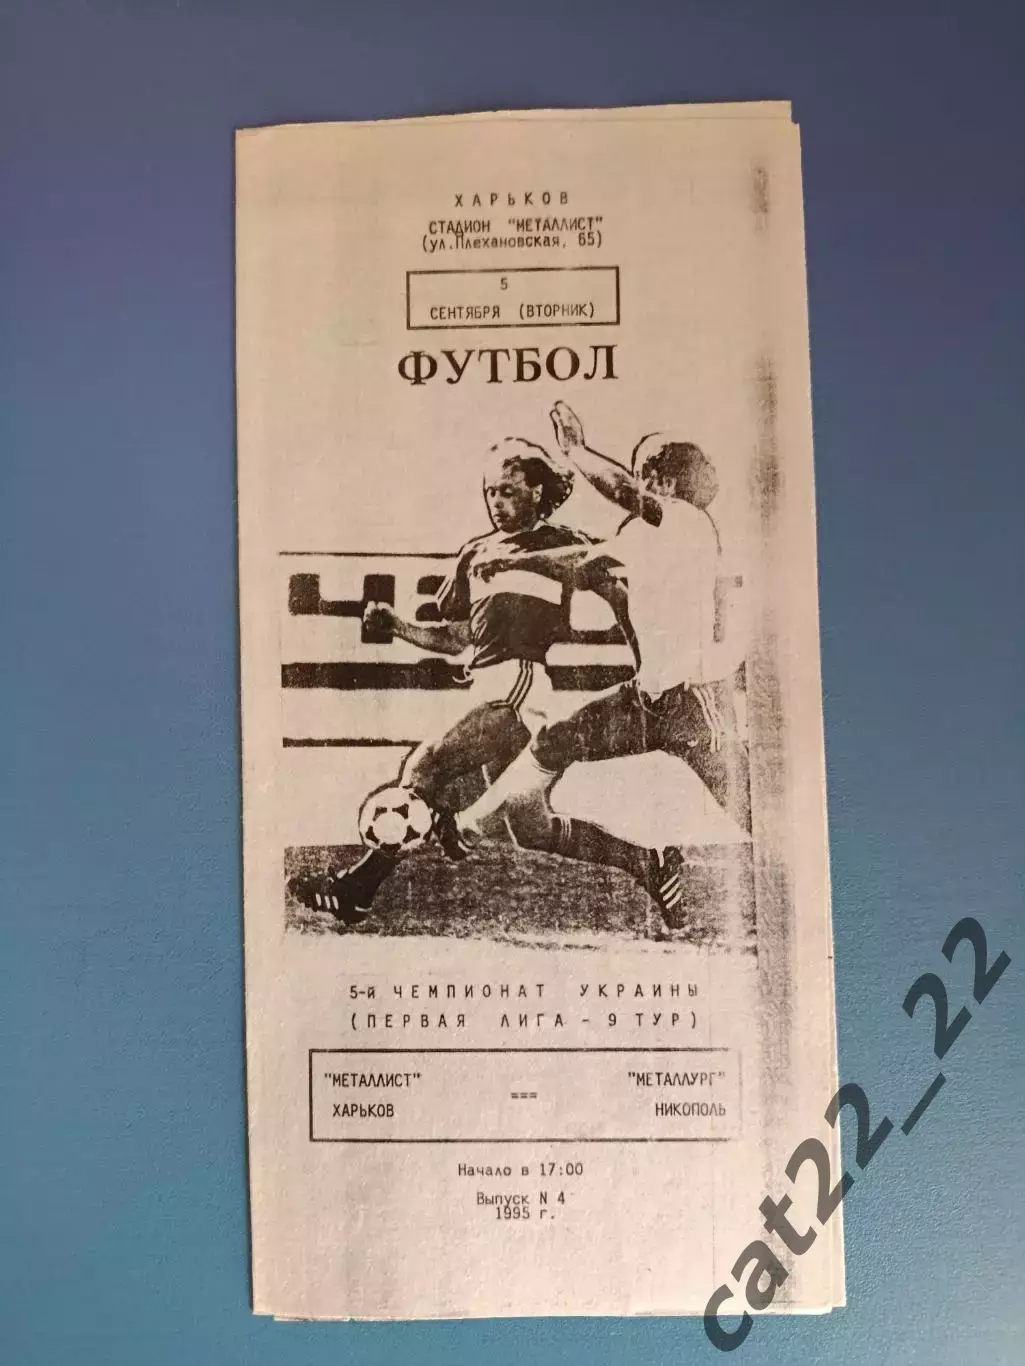 ХАРЬКОВ
СТАДИОН "МЕТАЛЛИСТ"
(ул.Плехановская, 65)
5
СЕНТЯБРЯ (ВТОРНИК)
ФУТБОЛ
5-й ЧЕМПИОНАТ УКРАИНЫ
(ПЕРВАЯ ЛИГА - 9 ТУР)
"МЕТАЛЛИСТ" === "МЕТАЛЛУРГ"
ХАРЬКОВ НИКОПОЛЬ
Начало в 17:00
Выпуск N 4
1995 г.
cat22_22